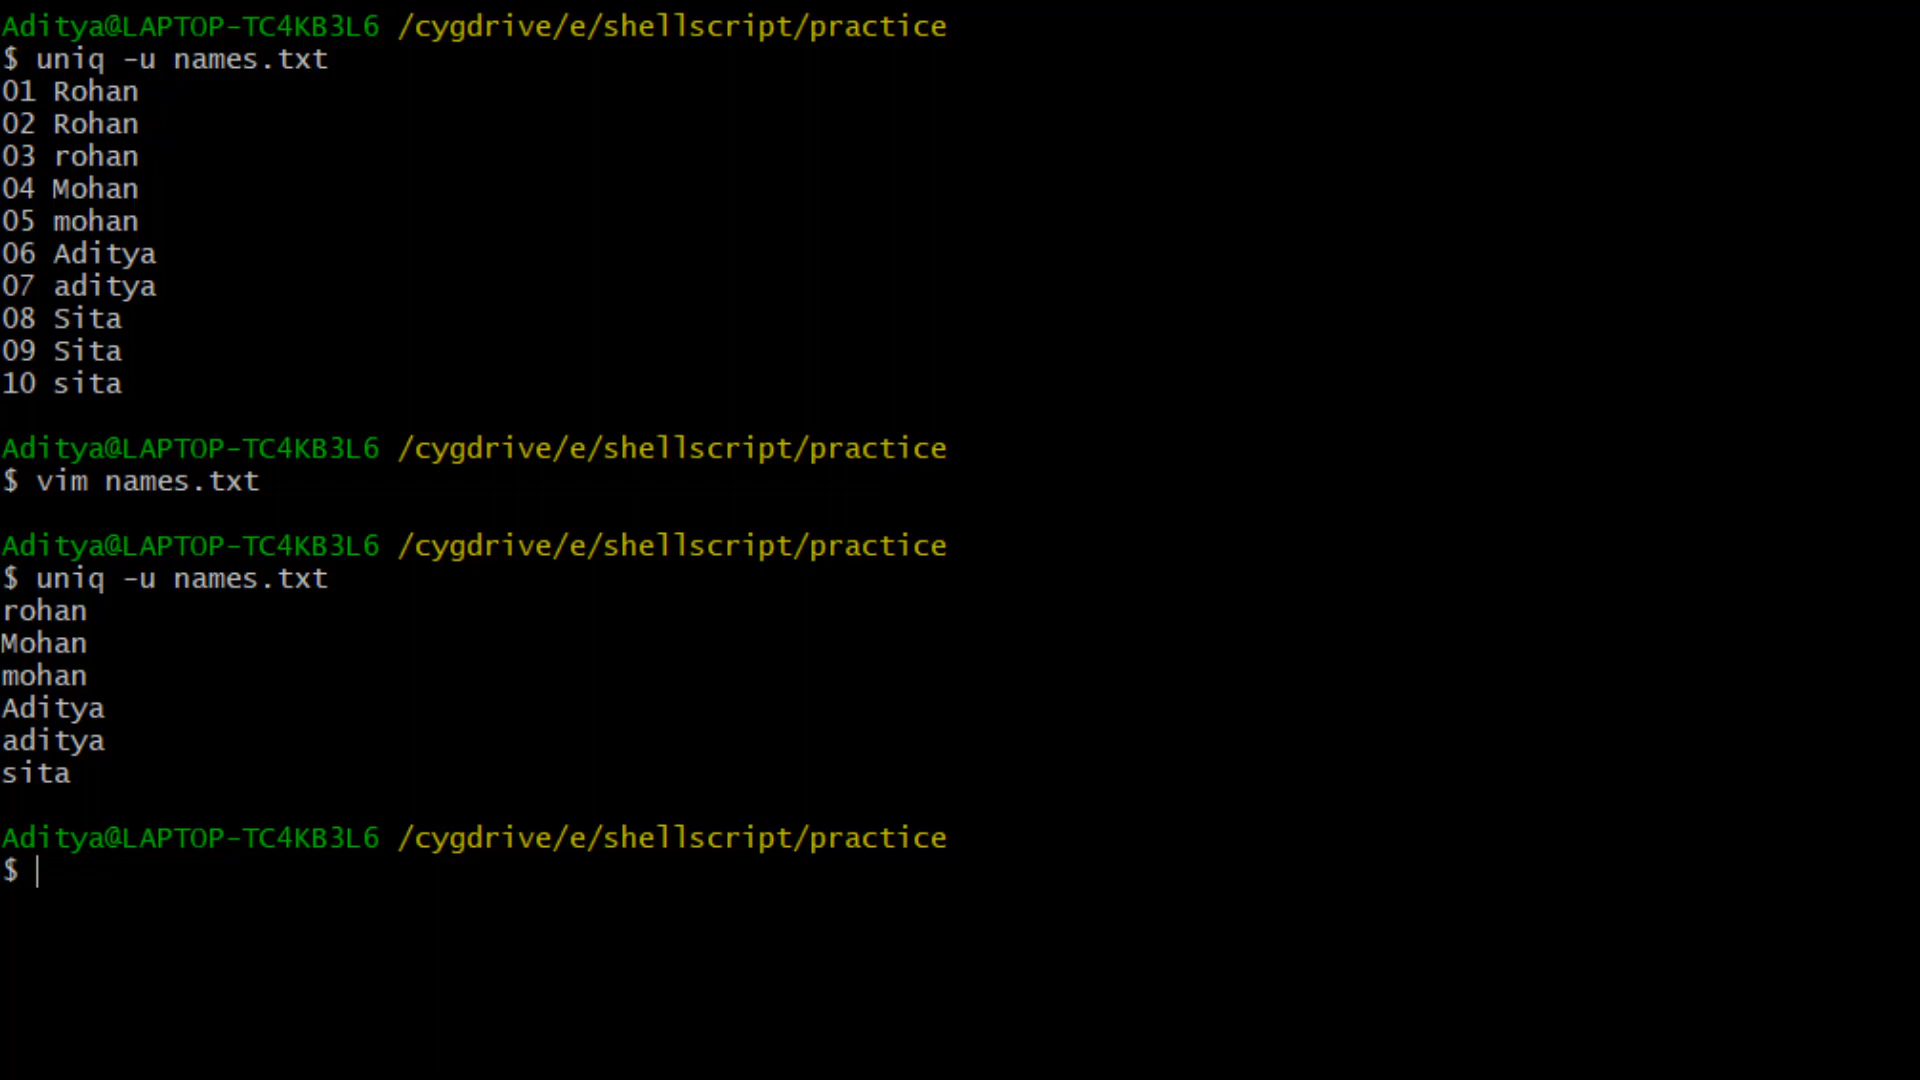 Aditya@LAPTOP-TC4KB3L6 /cygdrive/e/shellscript/practice
$ uniq -u names.txt
01 Rohan
02 Rohan
03 rohan
04 Mohan
05 mohan
06 Aditya
07 aditya
08 Sita
09 Sita
10 sita
Aditya@LAPTOP-TC4KB3L6 /cygdrive/e/shellscript/practice
$ vim names.txt
Aditya@LAPTOP-TC4KB3L6 /cygdrive/e/shellscript/practice
$ uniq -u names.txt
rohan
Mohan
mohan
Aditya
aditya
sita
Aditya@LAPTOP-TC4KB3L6 /cygdrive/e/shellscript/practice
$